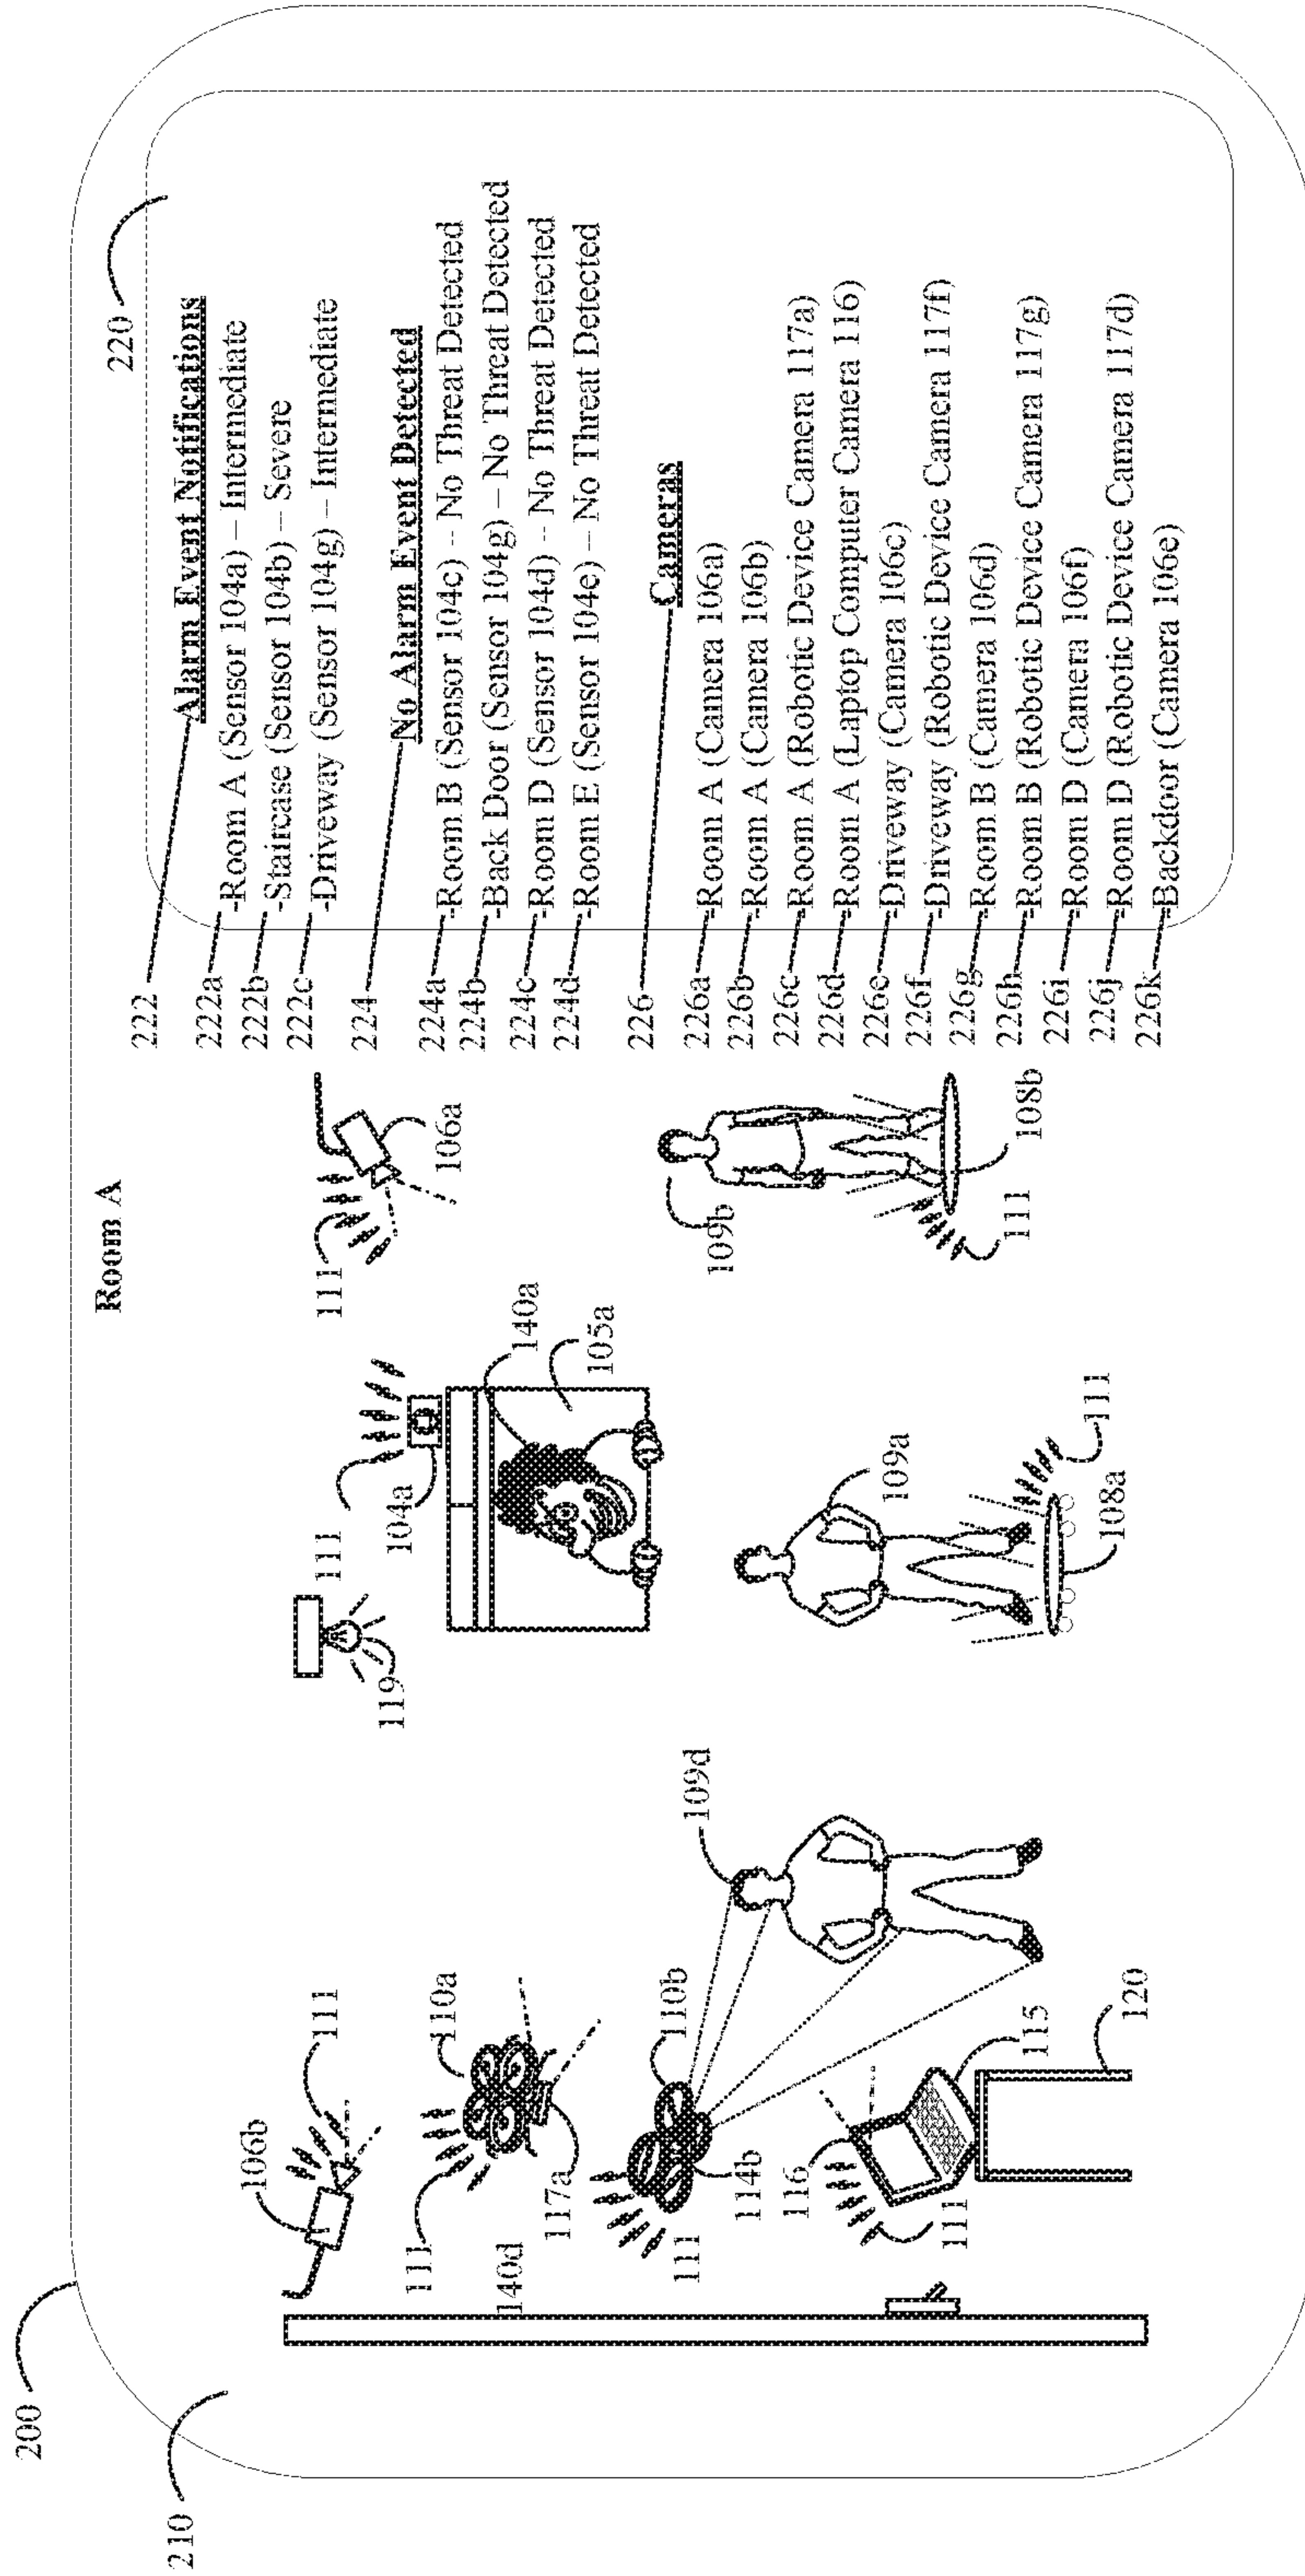 200
210
Room A
220
222
Alarm Event Notifications
222a -Room A (Sensor 104a) – Intermediate
222b -Staircase (Sensor 104b) – Severe
222c -Driveway (Sensor 104g) – Intermediate
224
No Alarm Event Detected
224a -Room B (Sensor 104c) – No Threat Detected
224b -Back Door (Sensor 104g) – No Threat Detected
224c -Room D (Sensor 104d) – No Threat Detected
224d -Room E (Sensor 104e) – No Threat Detected
226
Cameras
226a -Room A (Camera 106a)
226b -Room A (Camera 106b)
226c -Room A (Robotic Device Camera 117a)
226d -Room A (Laptop Computer Camera 116)
226e -Driveway (Camera 106c)
226f -Driveway (Robotic Device Camera 117f)
226g -Room B (Camera 106d)
226h -Room B (Robotic Device Camera 117g)
226i -Room D (Camera 106f)
226j -Room D (Robotic Device Camera 117d)
226k -Backdoor (Camera 106e)
106b
111
111
110a
140d
117a
111
110b
114b
109d
116
111
115
120
119
111
104a
140a
105a
109a
111
108a
111
106a
109b
108b
111